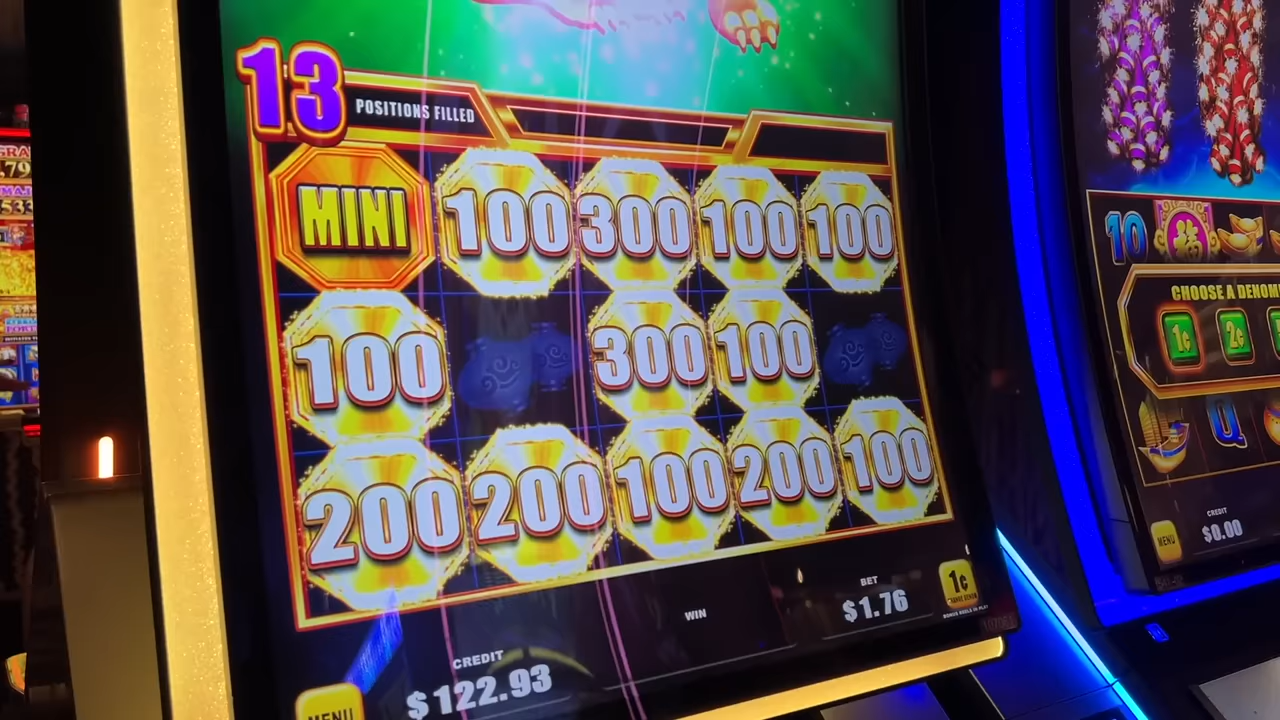 13 POSITIONS FILLED
MINI 100 300 100 100
100 300 100
200 200 100 200 100
WIN
BET
$1.76
1¢
CREDIT
$122.93
MENU
10
福
CHOOSE A DENOM
1¢ 2¢
Q
CREDIT
$0.00
MENU